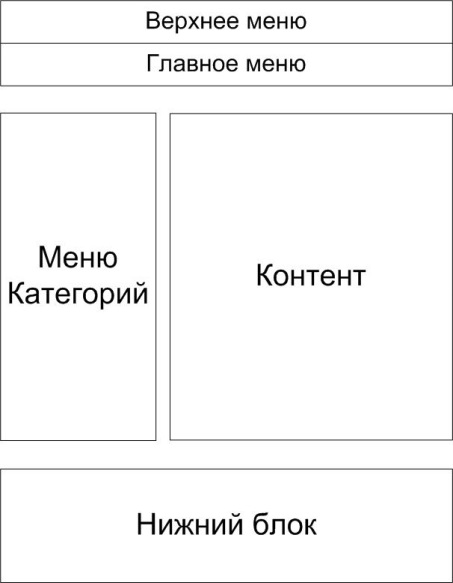 Верхнее меню
Главное меню
Меню
Категорий
Контент
Нижний блок